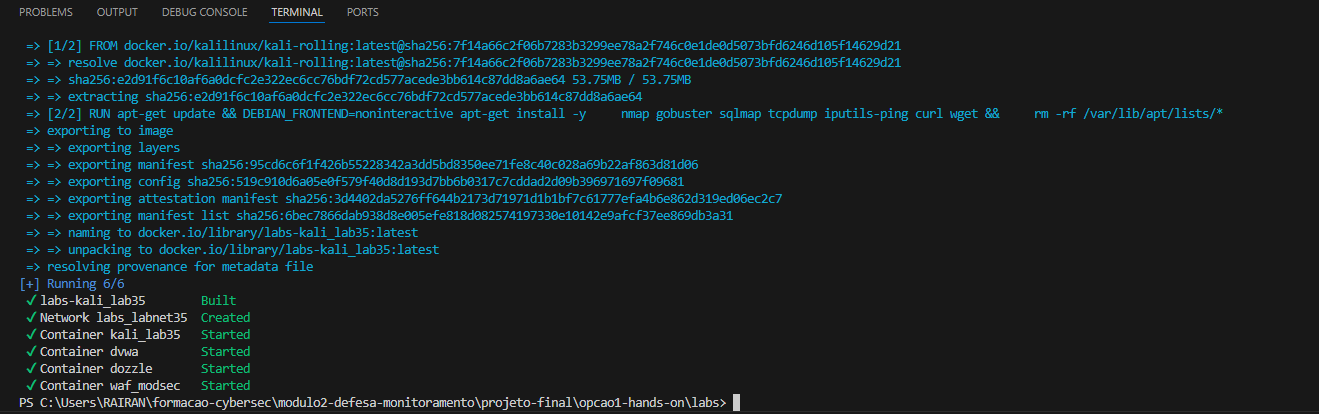 PROBLEMS OUTPUT DEBUG CONSOLE TERMINAL PORTS
=> [1/2] FROM docker.io/kalilinux/kali-rolling:latest@sha256:7f14a66c2f06b7283b3299ee78a2f746c0e1de0d5073bfd6246d105f14629d21
=> => resolve docker.io/kalilinux/kali-rolling:latest@sha256:7f14a66c2f06b7283b3299ee78a2f746c0e1de0d5073bfd6246d105f14629d21
=> => sha256:e2d91f6c10af6a0dcfc2e322ec6cc76bdf72cd577acede3bb614c87dd8a6ae64 53.75MB / 53.75MB
=> => extracting sha256:e2d91f6c10af6a0dcfc2e322ec6cc76bdf72cd577acede3bb614c87dd8a6ae64
=> [2/2] RUN apt-get update && DEBIAN_FRONTEND=noninteractive apt-get install -y     nmap gobuster sqlmap tcpdump iputils-ping curl wget &&     rm -rf /var/lib/apt/lists/*
=> exporting to image
=> => exporting layers
=> => exporting manifest sha256:95cd6c6f1f426b55228342a3dd5bd8350ee71fe8c40c028a69b22af863d81d06
=> => exporting config sha256:519c910d6a05e0f579f40d8d193d7bb6b0317c7cddad2d09b396971697f09681
=> => exporting attestation manifest sha256:3d4402da5276ff644b2173d71971d1b1bf7c61777efa4b6e862d319ed06ec2c7
=> => exporting manifest list sha256:6bec7866dab938d8e005efe818d082574197330e10142e9afcf37ee869db3a31
=> => naming to docker.io/library/labs-kali_lab35:latest
=> => unpacking to docker.io/library/labs-kali_lab35:latest
=> resolving provenance for metadata file
[+] Running 6/6
✓ labs-kali_lab35 Built
✓ Network labs_labnet35 Created
✓ Container kali_lab35 Started
✓ Container dvwa Started
✓ Container dozzle Started
✓ Container waf_modsec Started
PS C:\Users\RAIRAN\formacao-cybersec\modulo2-defesa-monitoramento\projeto-final\opcao1-hands-on\labs>